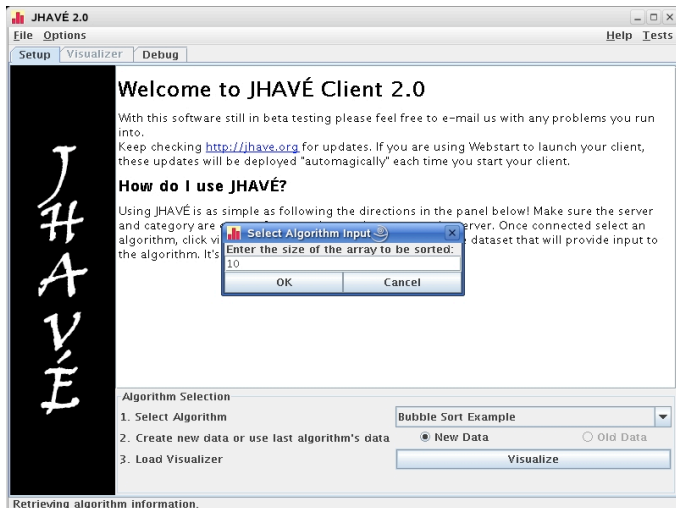 JHAVÉ 2.0
File Options Help Tests
Setup Visualizer Debug
JHAVÉ
Welcome to JHAVÉ Client 2.0
With this software still in beta testing please feel free to e-mail us with any problems you run
into.
Keep checking http://jhave.org for updates. If you are using Webstart to launch your client,
these updates will be deployed "automagically" each time you start your client.
How do I use JHAVÉ?
Using JHAVÉ is as simple as following the directions in the panel below! Make sure the server
and category are erver. Once connected select an
algorithm, click vi dataset that will provide input to
the algorithm. It's
Select Algorithm Input
Enter the size of the array to be sorted:
10
OK Cancel
Algorithm Selection
1. Select Algorithm Bubble Sort Example
2. Create new data or use last algorithm's data New Data Old Data
3. Load Visualizer Visualize
Retrieving algorithm information.